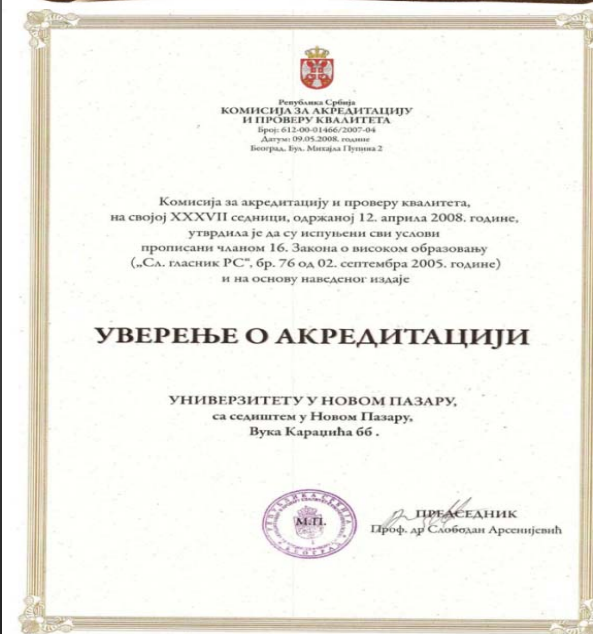 Република Србија
КОМИСИЈА ЗА АКРЕДИТАЦИЈУ
И ПРОВЕРУ КВАЛИТЕТА
Број: 612-00-01466/2007-04
Датум: 09.05.2008. године
Београд, Бул. Михајла Пупина 2
Комисија за акредитацију и проверу квалитета,
на својој XXXVII седници, одржаној 12. априла 2008. године,
утврдила је да су испуњени сви услови
прописани чланом 16. Закона о високом образовању
(„Сл. гласник РС“, бр. 76 од 02. септембра 2005. године)
и на основу наведеног издаје
УВЕРЕЊЕ О АКРЕДИТАЦИЈИ
УНИВЕРЗИТЕТУ У НОВОМ ПАЗАРУ,
са седиштем у Новом Пазару,
Вука Караџића бб .
РЕПУБЛИКА СРБИЈА
М.П.
БЕОГРАД
ПРЕДСЕДНИК
Проф. др Слободан Арсенијевић